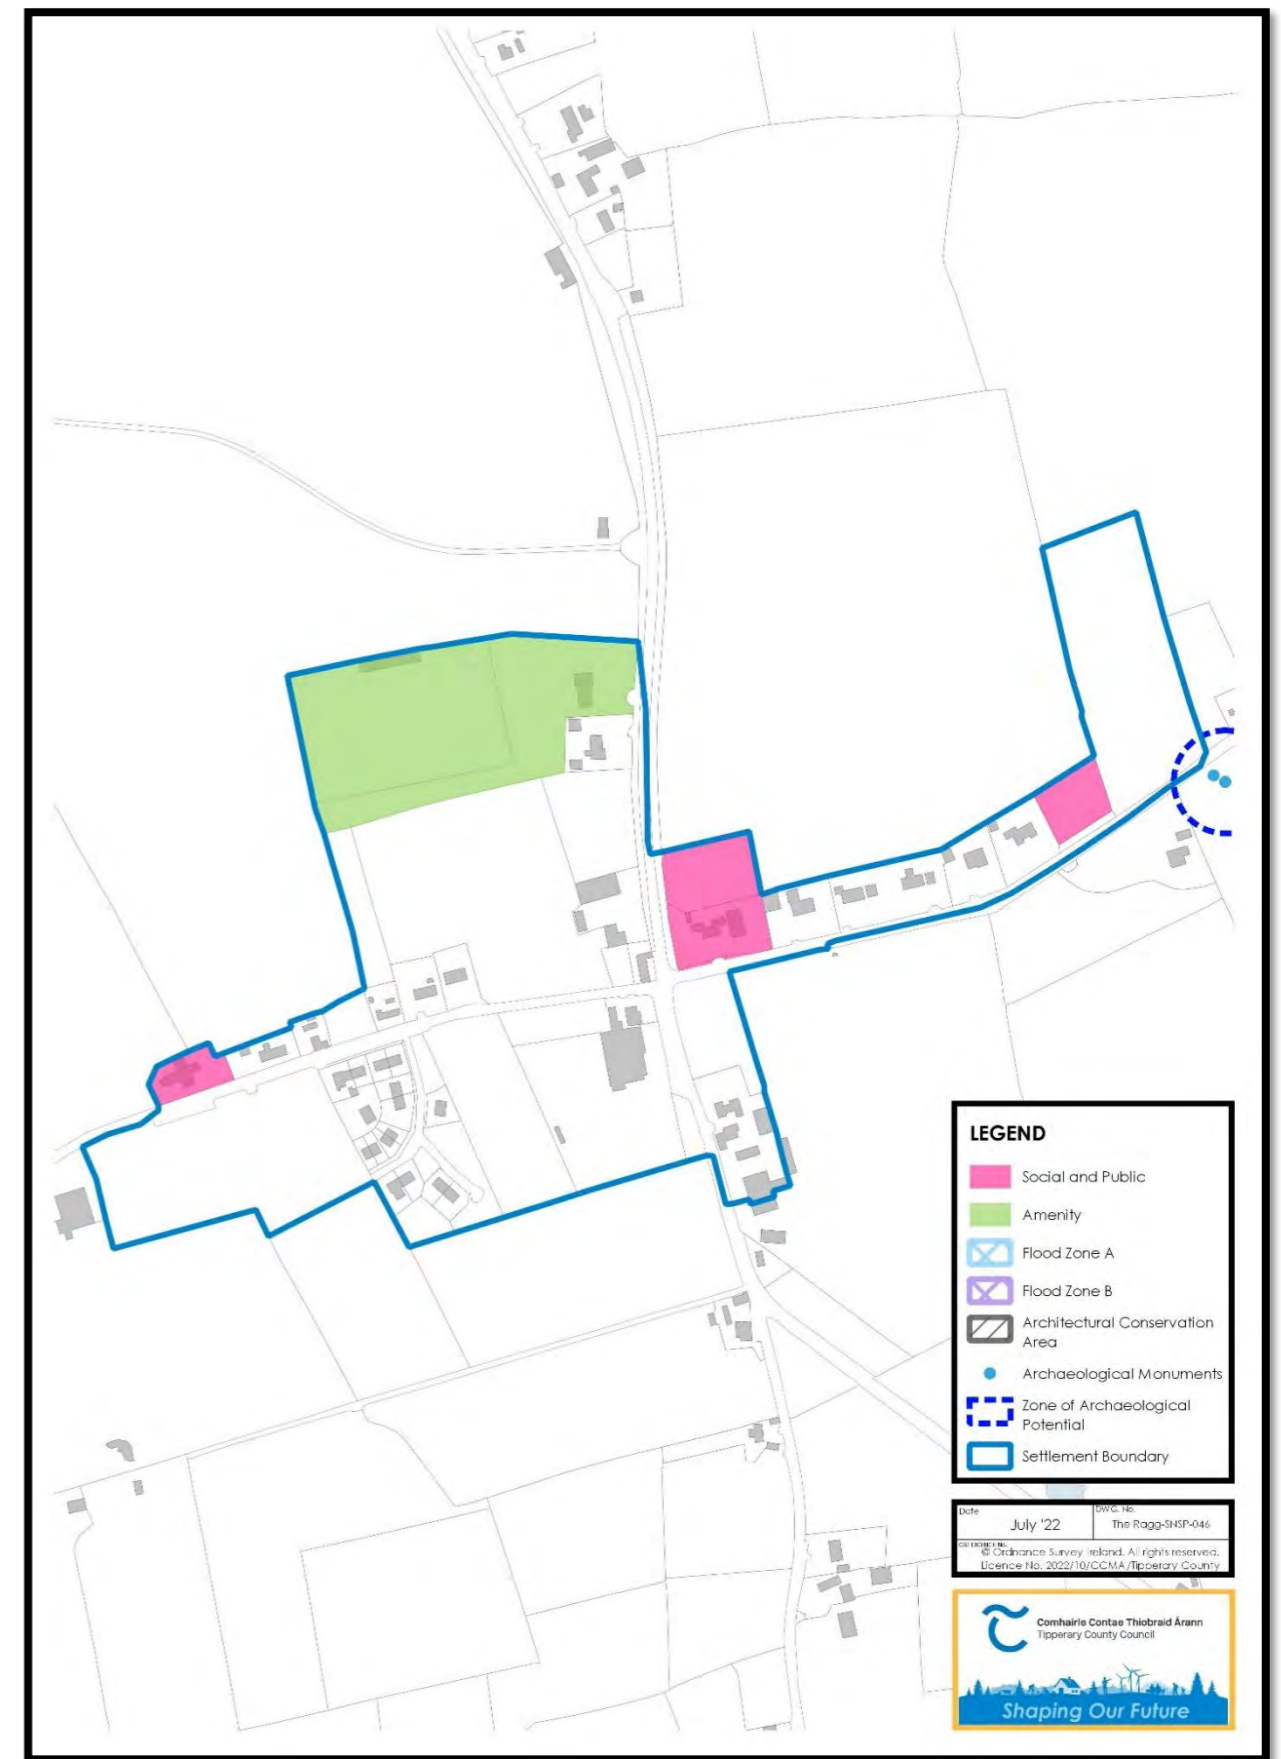 LEGEND
Social and Public
Amenity
Flood Zone A
Flood Zone B
Architectural Conservation
Area
Archaeological Monuments
Zone of Archaeological
Potential
Settlement Boundary
Date
July '22
DWG. No.
The Ragg-SNSP-046
© Ordnance Survey Ireland. All rights reserved.
Licence No. 2022/10/CCMA/Tipperary County
Comhairle Contae Thiobraid Árann
Tipperary County Council
Shaping Our Future